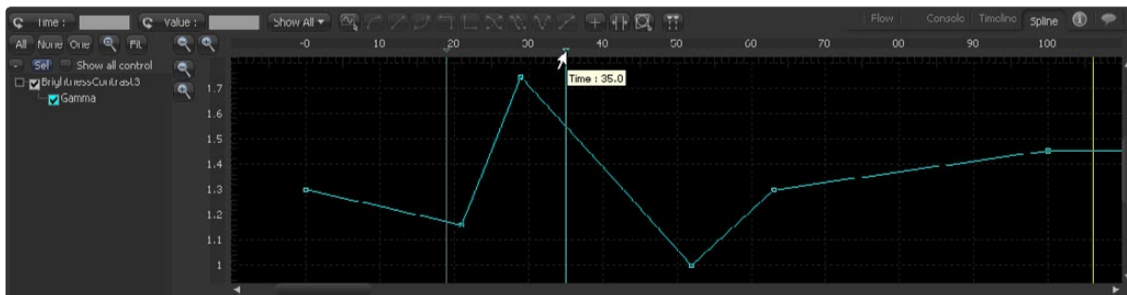 Time : Value : Show All Flow Console Timeline Spline
All None One Fit -0 20 30 40 50 60 70 80 90 100
Sel Show all control
BrightnessContrast3
Gamma
Time : 35.0
1.7
1.6
1.5
1.4
1.3
1.2
1.1
1